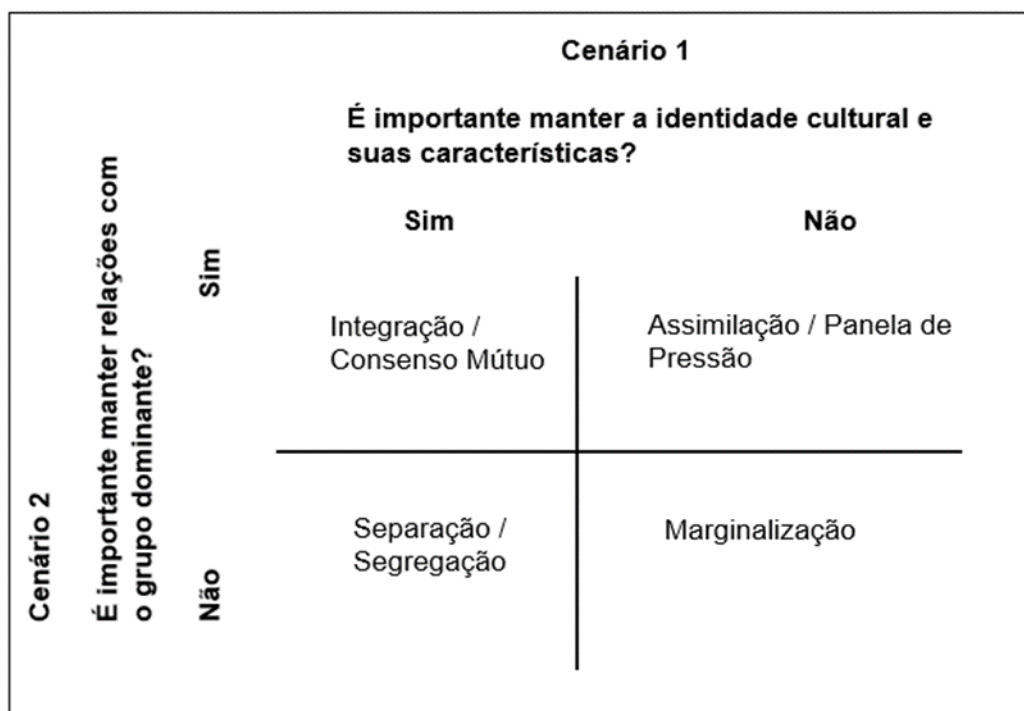 Cenário 1
É importante manter a identidade cultural e
suas características?
Sim
Não
Cenário 2
É importante manter relações com
o grupo dominante?
Sim
Integração /
Consenso Mútuo
Assimilação / Panela de
Pressão
Não
Separação /
Segregação
Marginalização